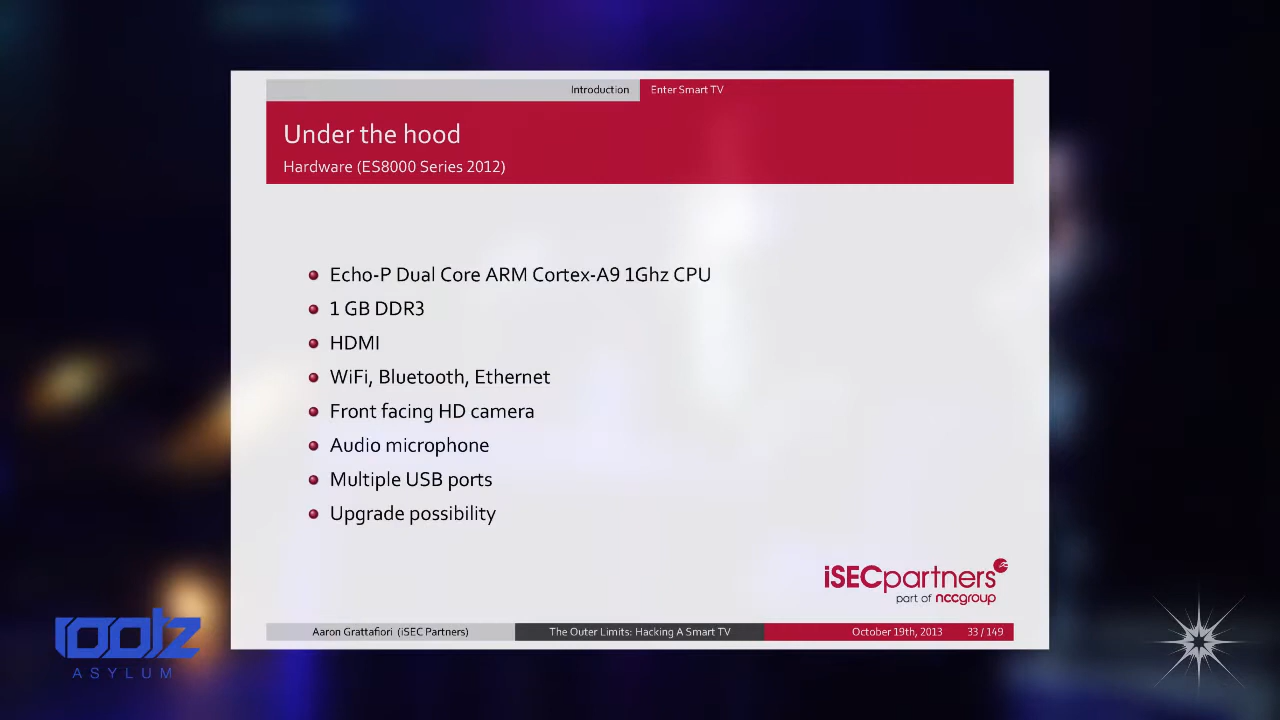 Introduction
Enter Smart TV
Under the hood
Hardware (ES8000 Series 2012)
Echo-P Dual Core ARM Cortex-A9 1Ghz CPU
1 GB DDR3
HDMI
WiFi, Bluetooth, Ethernet
Front facing HD camera
Audio microphone
Multiple USB ports
Upgrade possibility
iSECpartners
part of nccgroup
Aaron Grattafiori (iSEC Partners)
The Outer Limits: Hacking A Smart TV
October 19th, 2013
33 / 149
rootz
ASYLUM